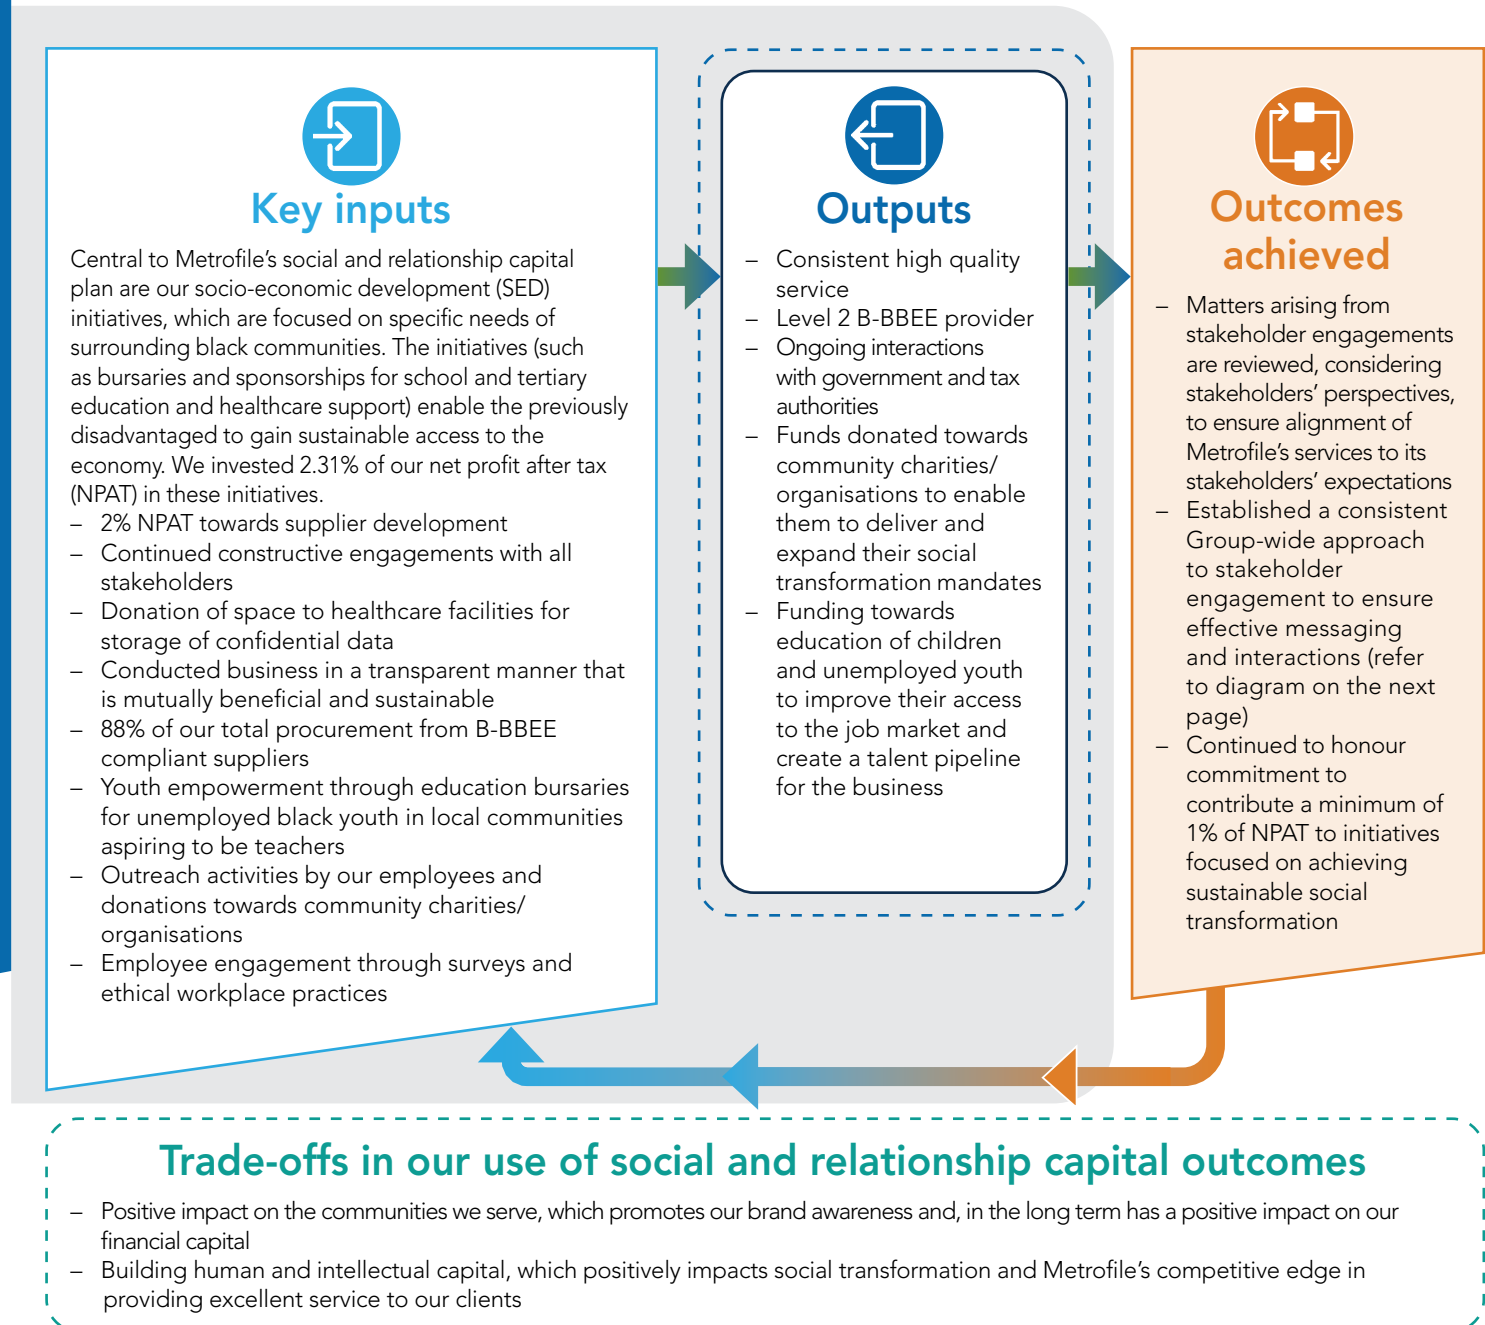 Key inputs
Central to Metrofile’s social and relationship capital
plan are our socio-economic development (SED)
initiatives, which are focused on specific needs of
surrounding black communities. The initiatives (such
as bursaries and sponsorships for school and tertiary
education and healthcare support) enable the previously
disadvantaged to gain sustainable access to the
economy. We invested 2.31% of our net profit after tax
(NPAT) in these initiatives.
– 2% NPAT towards supplier development
– Continued constructive engagements with all
stakeholders
– Donation of space to healthcare facilities for
storage of confidential data
– Conducted business in a transparent manner that
is mutually beneficial and sustainable
– 88% of our total procurement from B-BBEE
compliant suppliers
– Youth empowerment through education bursaries
for unemployed black youth in local communities
aspiring to be teachers
– Outreach activities by our employees and
donations towards community charities/
organisations
– Employee engagement through surveys and
ethical workplace practices
Outputs
– Consistent high quality
service
– Level 2 B-BBEE provider
– Ongoing interactions
with government and tax
authorities
– Funds donated towards
community charities/
organisations to enable
them to deliver and
expand their social
transformation mandates
– Funding towards
education of children
and unemployed youth
to improve their access
to the job market and
create a talent pipeline
for the business
Outcomes
achieved
– Matters arising from
stakeholder engagements
are reviewed, considering
stakeholders’ perspectives,
to ensure alignment of
Metrofile’s services to its
stakeholders’ expectations
– Established a consistent
Group-wide approach
to stakeholder
engagement to ensure
effective messaging
and interactions (refer
to diagram on the next
page)
– Continued to honour
commitment to
contribute a minimum of
1% of NPAT to initiatives
focused on achieving
sustainable social
transformation
Trade-offs in our use of social and relationship capital outcomes
– Positive impact on the communities we serve, which promotes our brand awareness and, in the long term has a positive impact on our
financial capital
– Building human and intellectual capital, which positively impacts social transformation and Metrofile’s competitive edge in
providing excellent service to our clients